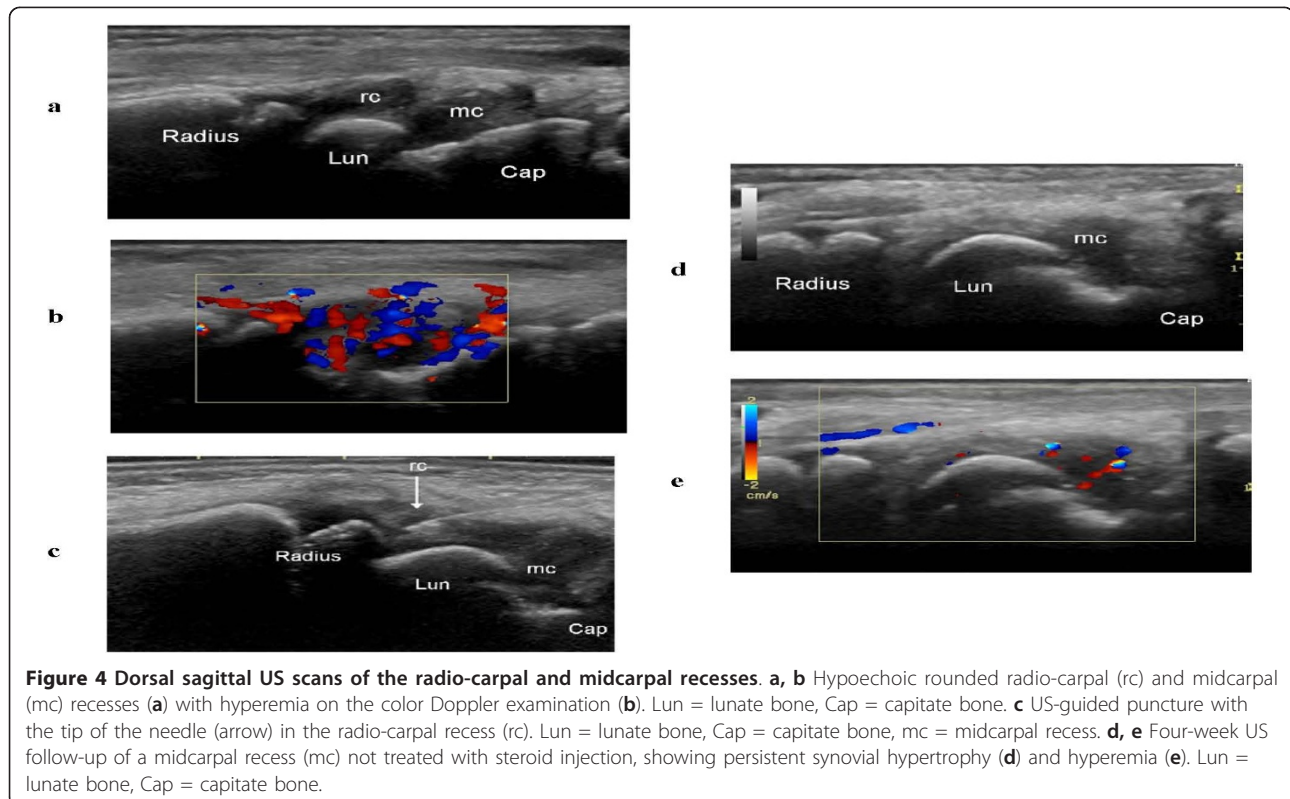 a
rc
mc
Radius
Lun
Cap
b
c
rc
Radius
Lun
mc
Cap
d
mc
Radius
Lun
Cap
1
e
2
-2
cm/s
Figure 4 Dorsal sagittal US scans of the radio-carpal and midcarpal recesses. a, b Hypoechoic rounded radio-carpal (rc) and midcarpal
(mc) recesses (a) with hyperemia on the color Doppler examination (b). Lun = lunate bone, Cap = capitate bone. c US-guided puncture with
the tip of the needle (arrow) in the radio-carpal recess (rc). Lun = lunate bone, Cap = capitate bone, mc = midcarpal recess. d, e Four-week US
follow-up of a midcarpal recess (mc) not treated with steroid injection, showing persistent synovial hypertrophy (d) and hyperemia (e). Lun =
lunate bone, Cap = capitate bone.